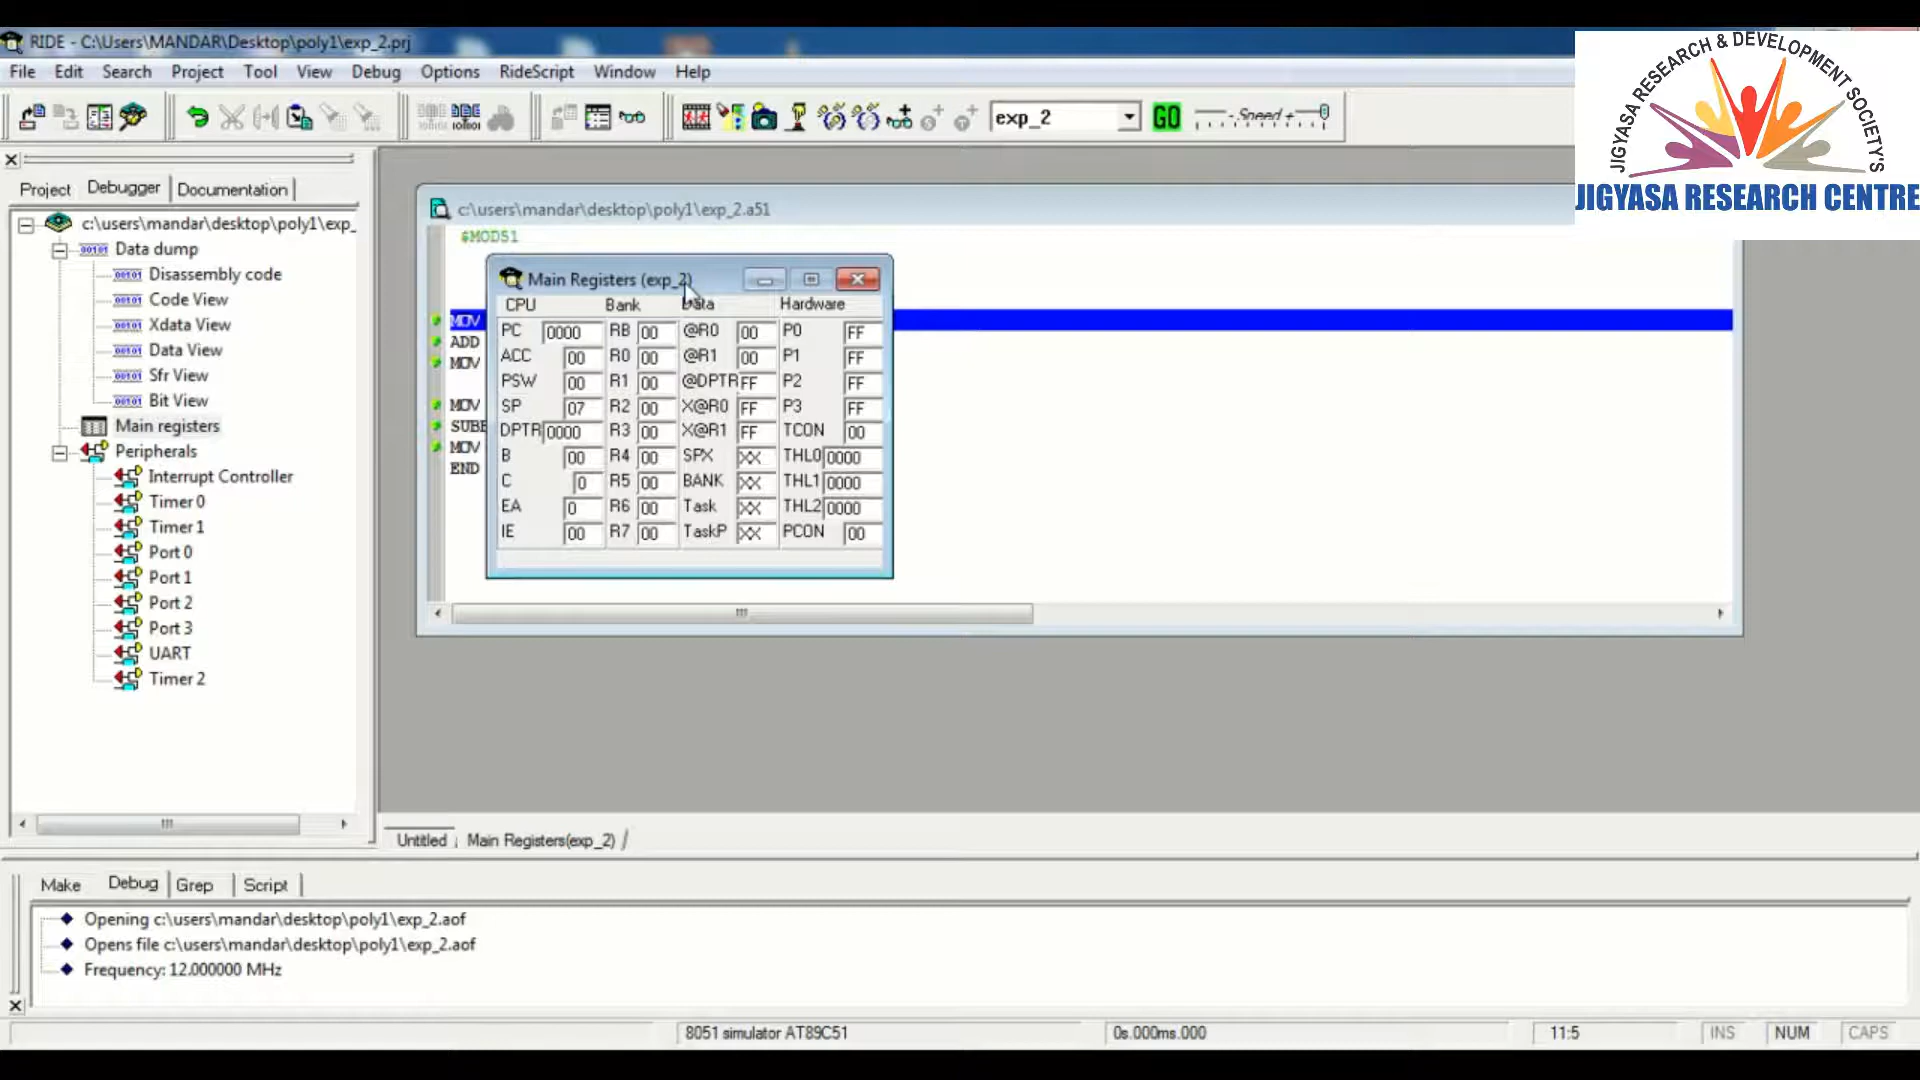 RIDE - C:\Users\MANDAR\Desktop\poly1\exp_2.prj
File Edit Search Project Tool View Debug Options RideScript Window Help
exp_2 GO - Speed +
JIGYASA RESEARCH & DEVELOPMENT SOCIETY'S
JIGYASA RESEARCH CENTRE
Project Debugger Documentation
c:\users\mandar\desktop\poly1\exp_
Data dump
Disassembly code
Code View
Xdata View
Data View
Sfr View
Bit View
Main registers
Peripherals
Interrupt Controller
Timer 0
Timer 1
Port 0
Port 1
Port 2
Port 3
UART
Timer 2
c:\users\mandar\desktop\poly1\exp_2.a51
$MOD51
MOV
ADD
MOV
MOV
SUBB
MOV
END
Main Registers (exp_2)
CPU Bank Data Hardware
PC 0000 RB 00 @R0 00 P0 FF
ACC 00 R0 00 @R1 00 P1 FF
PSW 00 R1 00 @DPTR FF P2 FF
SP 07 R2 00 X@R0 FF P3 FF
DPTR 0000 R3 00 X@R1 FF TCON 00
B 00 R4 00 SPX XX THL0 0000
C 0 R5 00 BANK XX THL1 0000
EA 0 R6 00 Task XX THL2 0000
IE 00 R7 00 TaskP XX PCON 00
Untitled Main Registers(exp_2)
Make Debug Grep Script
Opening c:\users\mandar\desktop\poly1\exp_2.aof
Opens file c:\users\mandar\desktop\poly1\exp_2.aof
Frequency: 12.000000 MHz
8051 simulator AT89C51 0s.000ms.000 11:5 INS NUM CAPS